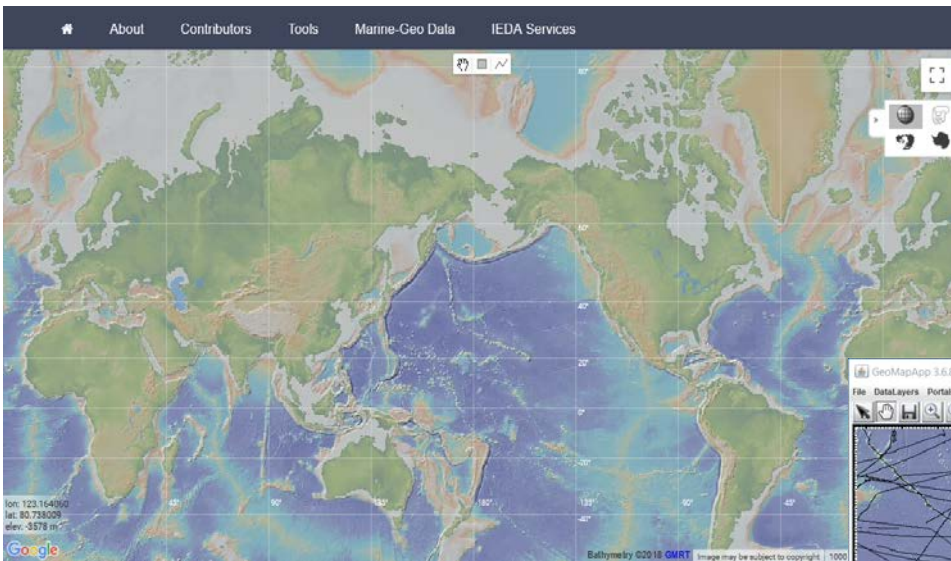 About Contributors Tools Marine-Geo Data IEDA Services
80°
60°
40°
20°
0°
-20°
-40°
45° 90° 135° -180° -135° -90° -45°
lon: 123.164060
lat: 80.738009
elev: -3578 m
Google
Bathymetry ©2018 GMRT Image may be subject to copyright 1000
GeoMapApp 3.6.
File DataLayers Portal